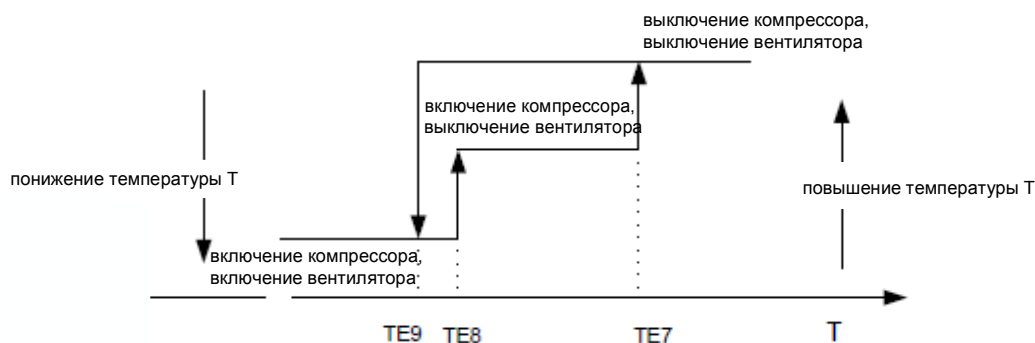 выключение компрессора,
выключение вентилятора
включение компрессора,
выключение вентилятора
понижение температуры Т
повышение температуры Т
включение компрессора,
включение вентилятора
TE9 TE8 TE7 T